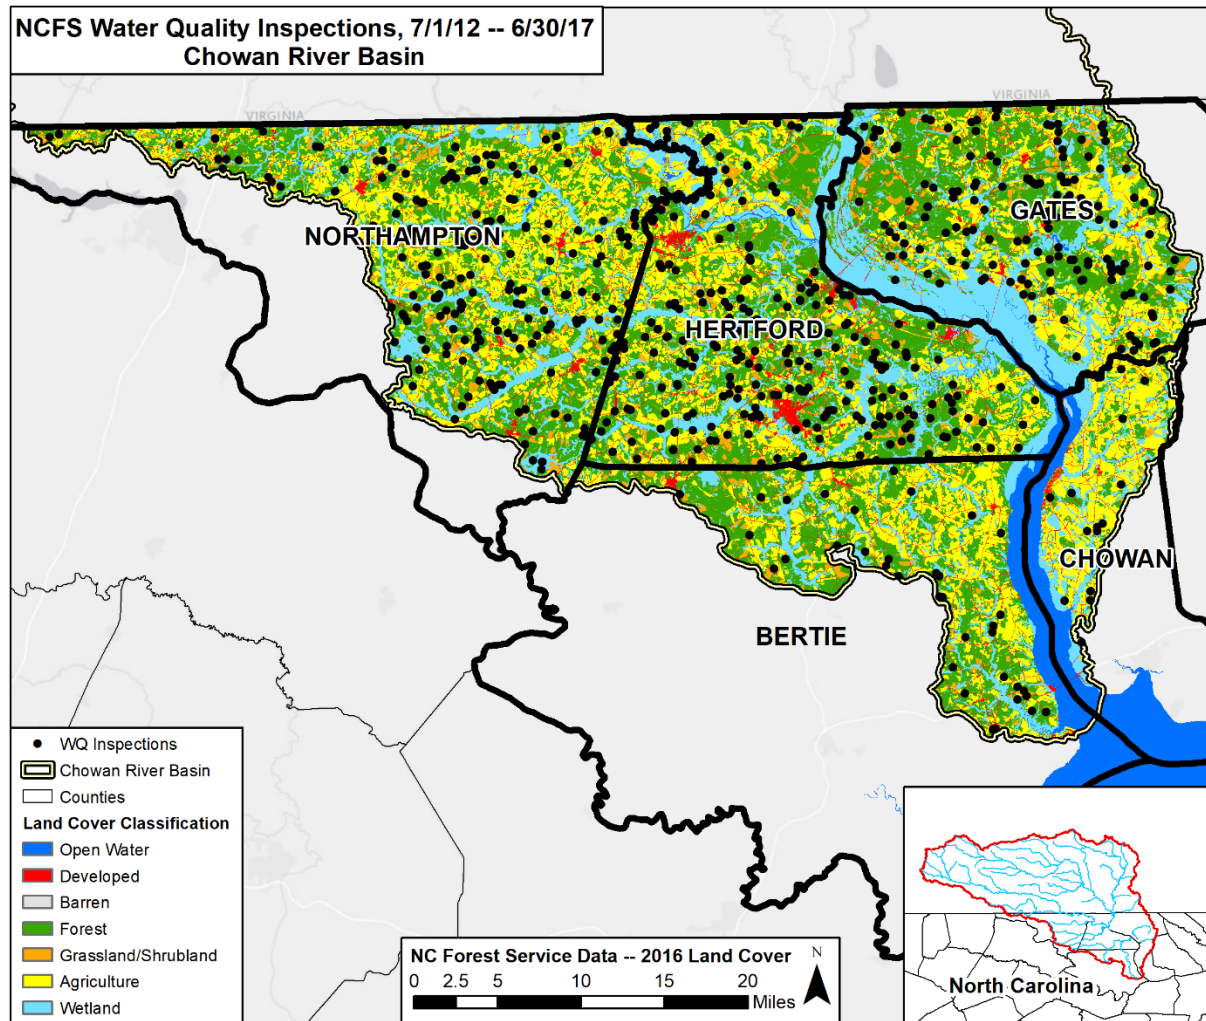 NCFS Water Quality Inspections, 7/1/12 -- 6/30/17
Chowan River Basin
VIRGINIA
VIRGINIA
GATES
NORTHAMPTON
HERTFORD
CHOWAN
BERTIE
WQ Inspections
Chowan River Basin
Counties
Land Cover Classification
Open Water
Developed
Barren
Forest
Grassland/Shrubland
Agriculture
Wetland
NC Forest Service Data -- 2016 Land Cover
N
0 2.5 5 10 15 20
Miles
North Carolina